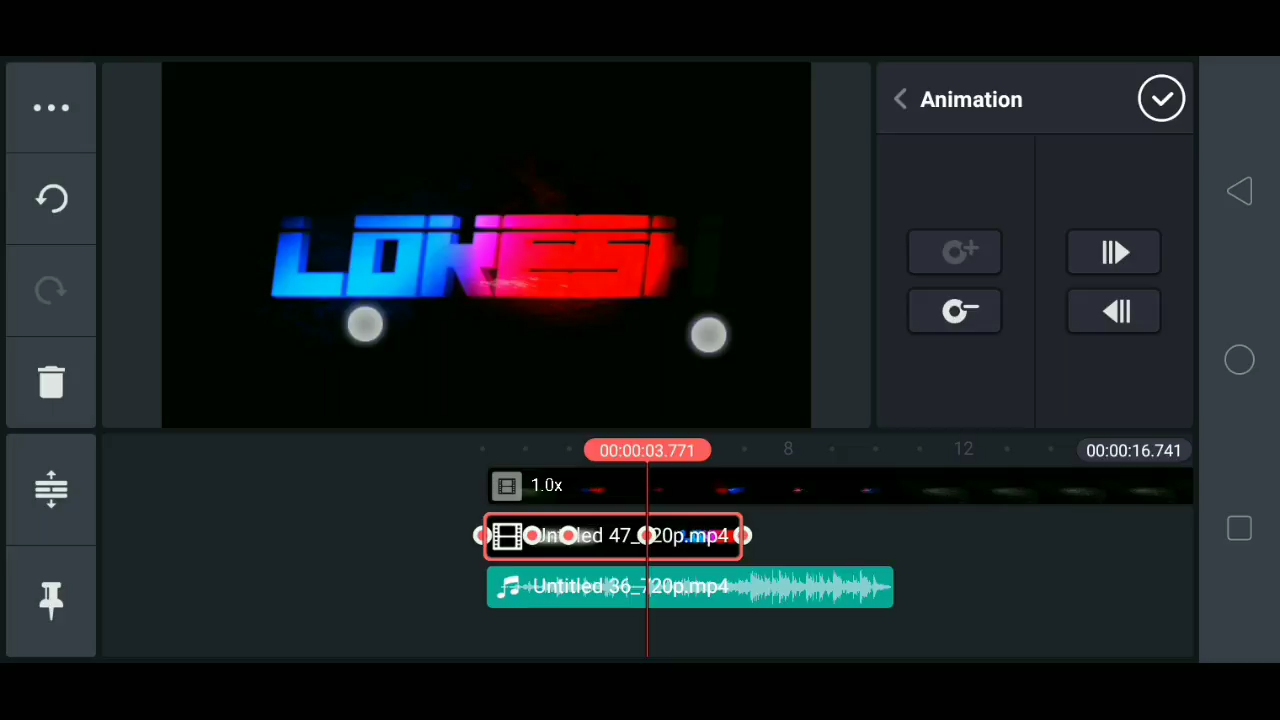 Animation
LOKESH
00:00:03.771
8
12
00:00:16.741
1.0x
Untitled 47_720p.mp4
Untitled 36_720p.mp4